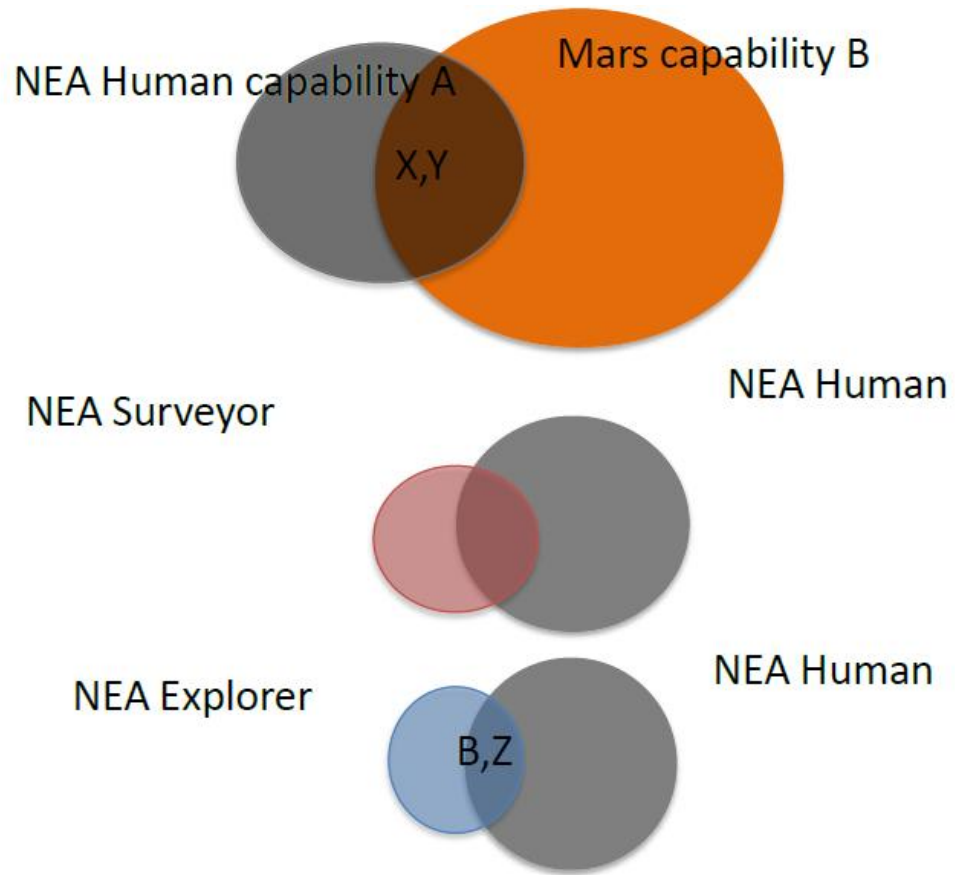 Mars capability B
NEA Human capability A
X,Y
NEA Human
NEA Surveyor
NEA Human
NEA Explorer
B,Z